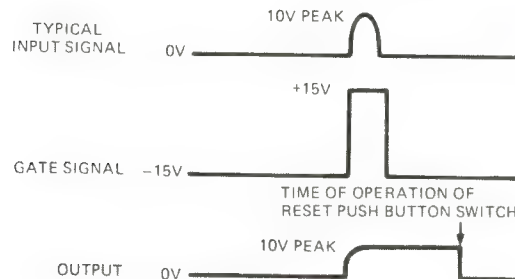 10V PEAK
TYPICAL
INPUT SIGNAL
0V
+15V
GATE SIGNAL
−15V
TIME OF OPERATION OF
RESET PUSH BUTTON SWITCH
10V PEAK
OUTPUT
0V